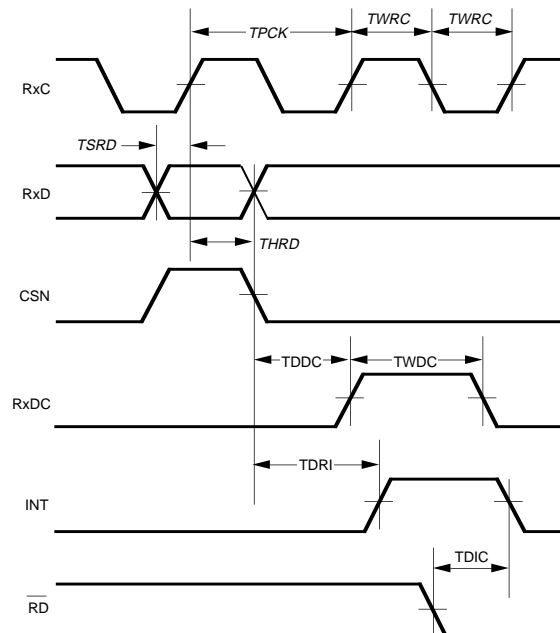 TPCK TWRC TWRC
RxC
TSRD
RxD
THRD
CSN
TDDC TWDC
RxDC
TDRI
INT
TDIC
RD